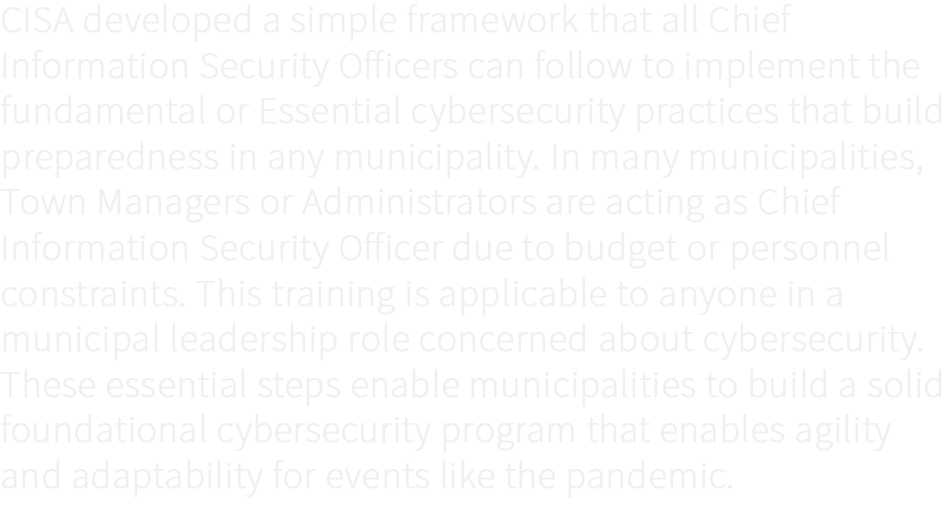 CISA developed a simple framework that all Chief
Information Security Officers can follow to implement the
fundamental or Essential cybersecurity practices that build
preparedness in any municipality. In many municipalities,
Town Managers or Administrators are acting as Chief
Information Security Officer due to budget or personnel
constraints. This training is applicable to anyone in a
municipal leadership role concerned about cybersecurity.
These essential steps enable municipalities to build a solid
foundational cybersecurity program that enables agility
and adaptability for events like the pandemic.